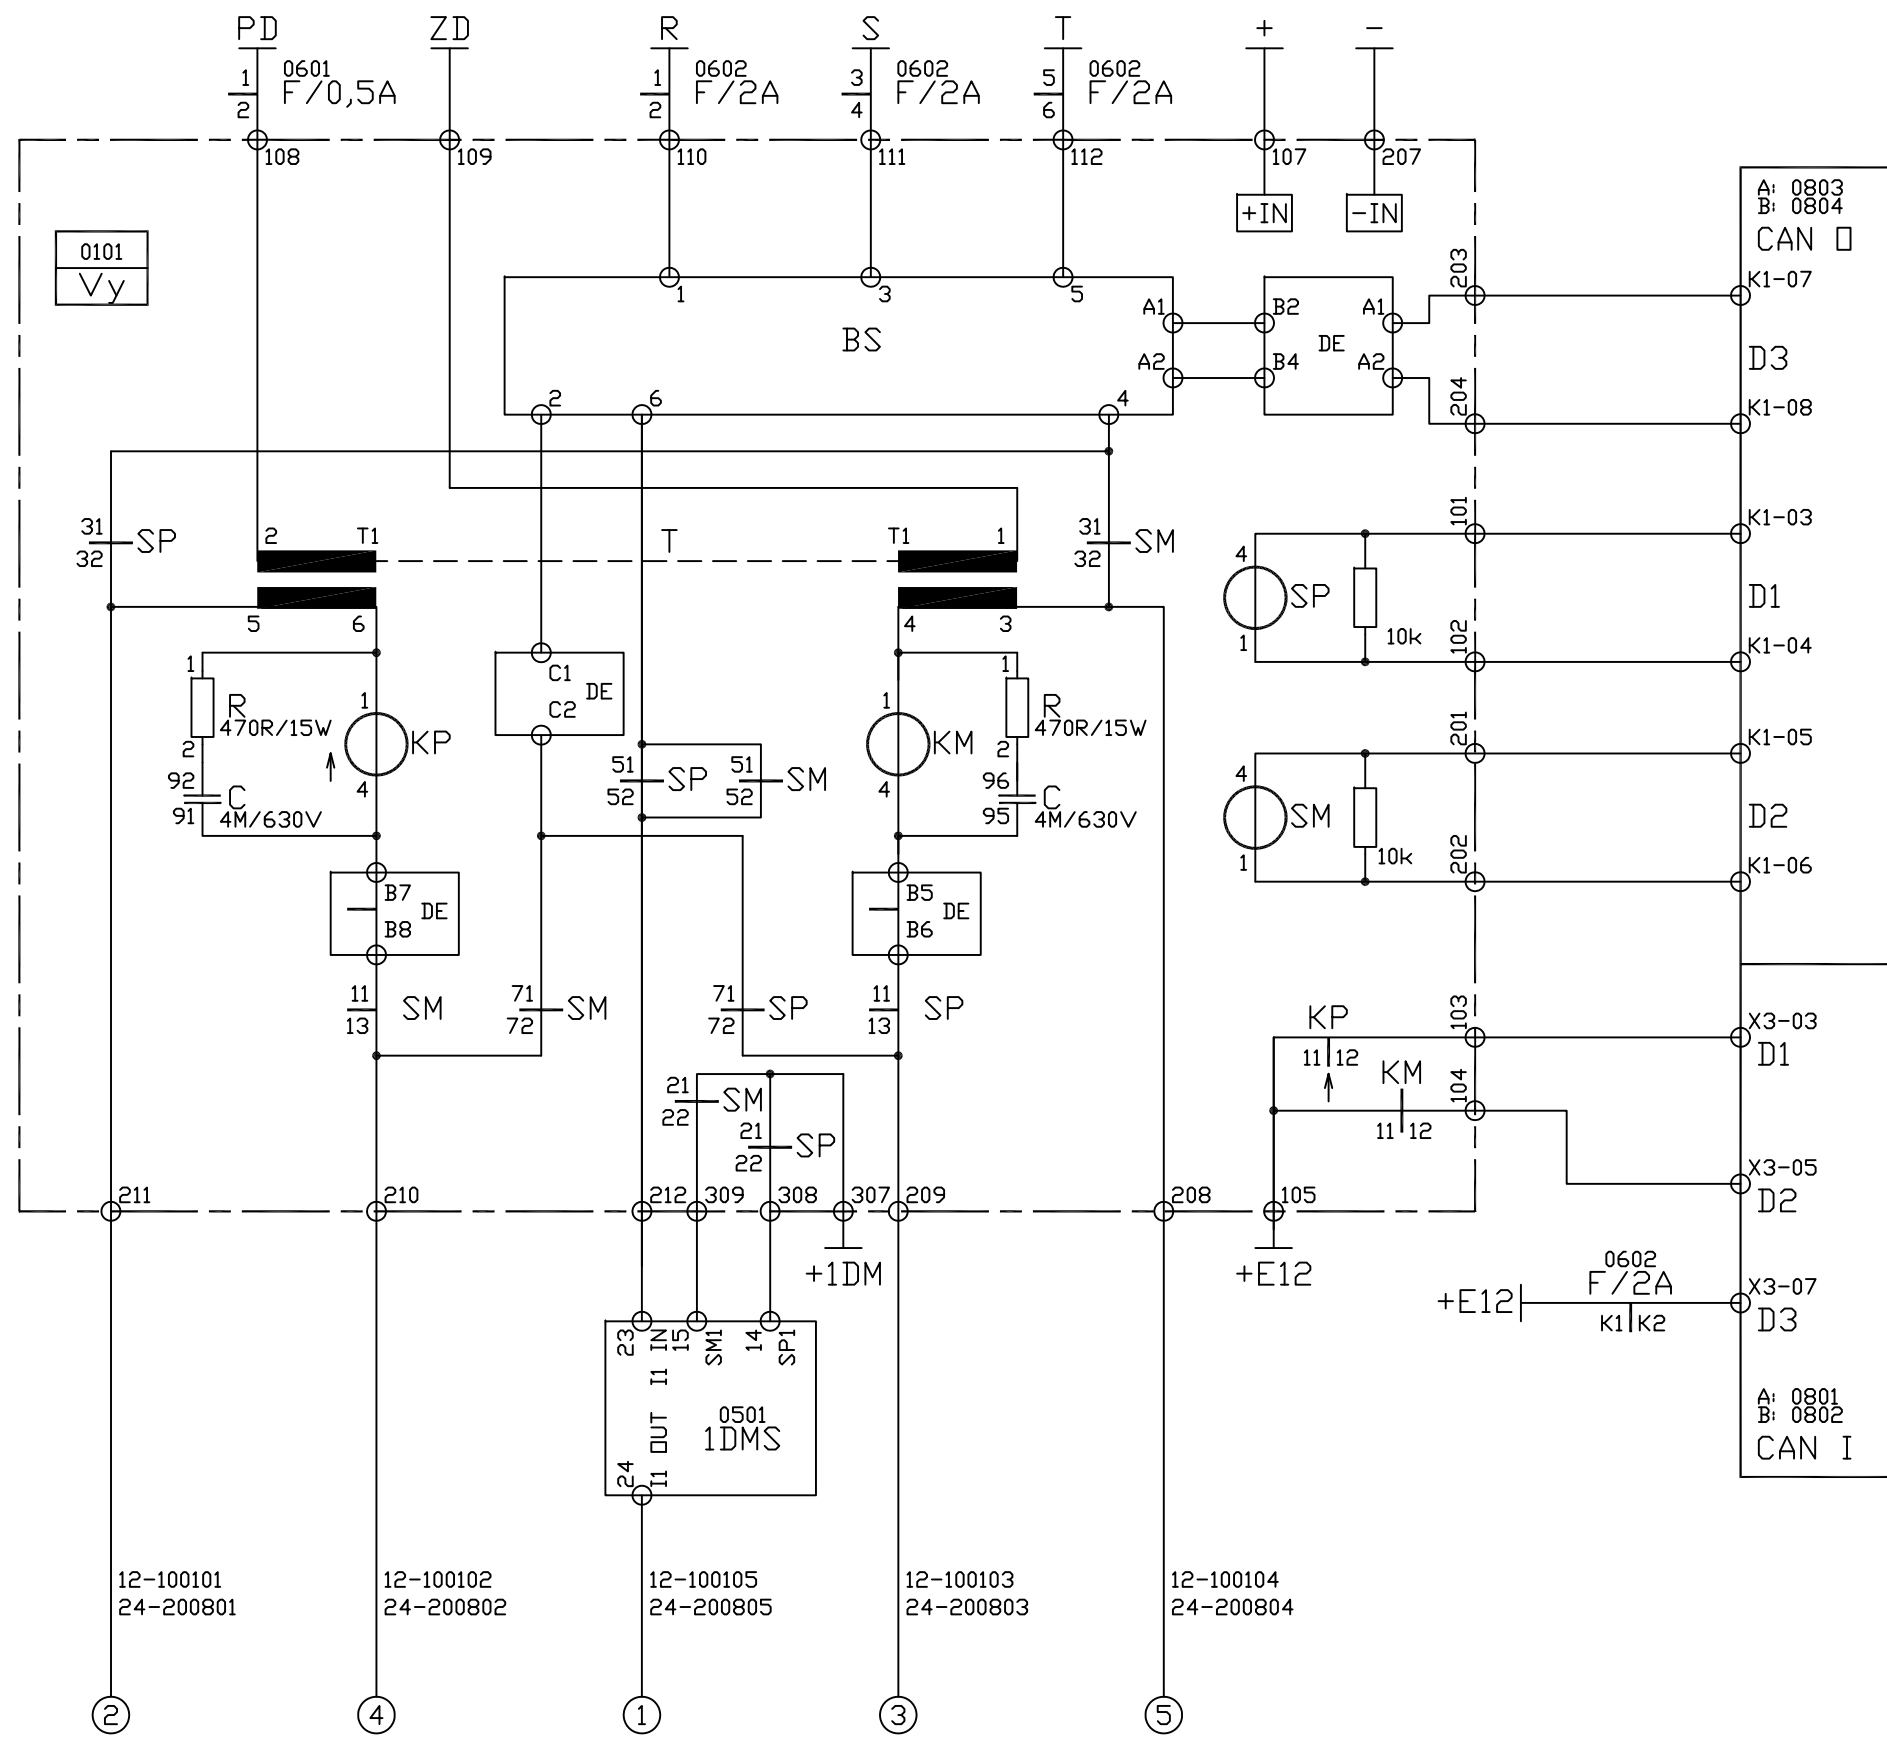 PD ZD R S T + -
0601 0602 0602 0602
1 F/0,5A 1 F/2A 3 F/2A 5 F/2A
2 2 4 6
108 109 110 111 112 107 207
+IN -IN
A: 0803
B: 0804
CAN O
0101
Vy
203
K1-07
1 3 5
A1 B2 A1
BS DE D3
A2 B4 A2
204
2 6 4
K1-08
101
K1-03
31 SP
32
2 T1 T T1 1
31 SM
32
4 SP D1
5 6 4 3
1 10k
102
K1-04
1 R
470R/15W
2
1 KP
4
C1 DE
C2
1 KM
4
1 R
470R/15W
2
201
K1-05
92 C
91 4M/630V
51 SP
52
51 SM
52
96 C
95 4M/630V
4 SM D2
1 10k
202
K1-06
B7 DE
B8
B5 DE
B6
11 SM
13
71 SM
72
71 SP
72
11 SP
13
KP
11 12
103
X3-03
D1
KM
11 12
104
21 SM
22
21 SP
22
X3-05
D2
211 210 212 309 308 307 209 208 105
+1DM +E12
0602
F/2A
+E12
K1 K2
X3-07
D3
23 I1 IN 15 SM1 14 SP1
0501
1DMS
24 I1 OUT
A: 0801
B: 0802
CAN I
12-100101 12-100102 12-100105 12-100103 12-100104
24-200801 24-200802 24-200805 24-200803 24-200804
2 4 1 3 5